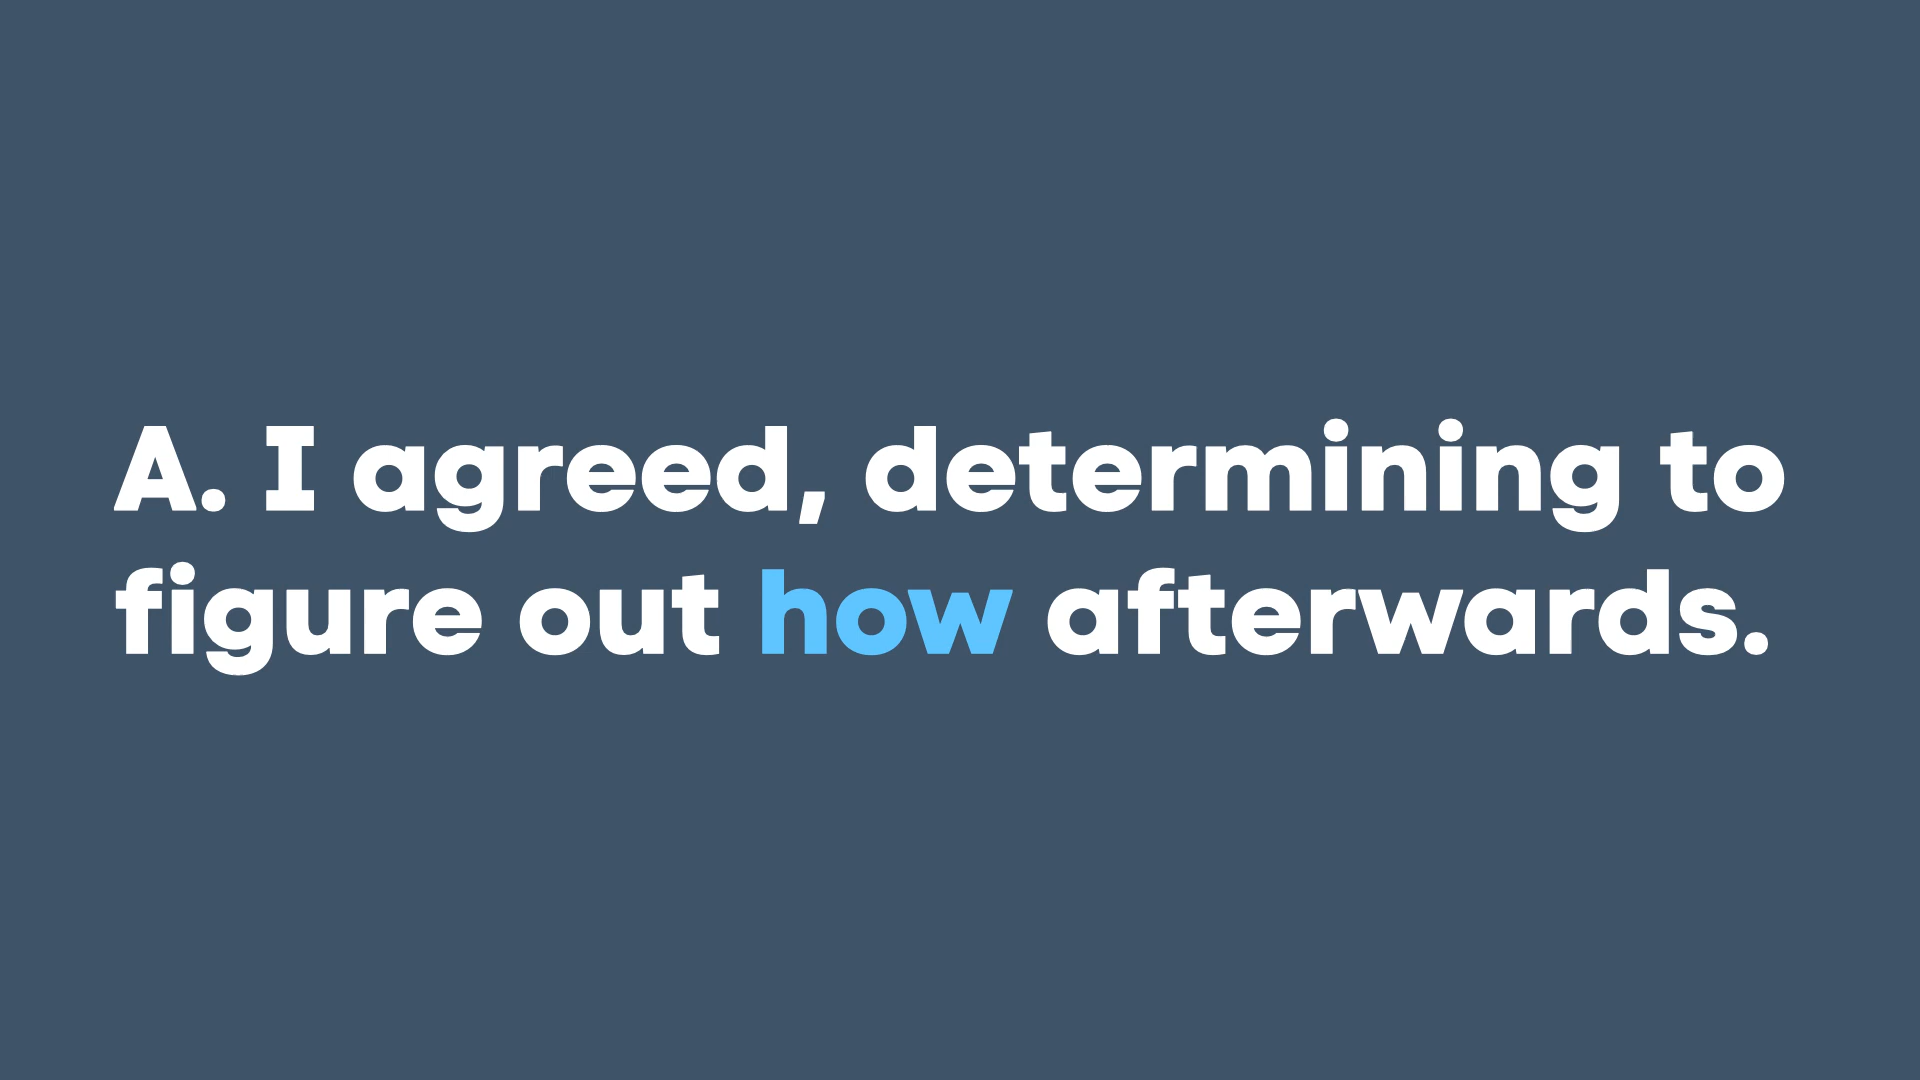 A. I agreed, determining to
figure out how afterwards.